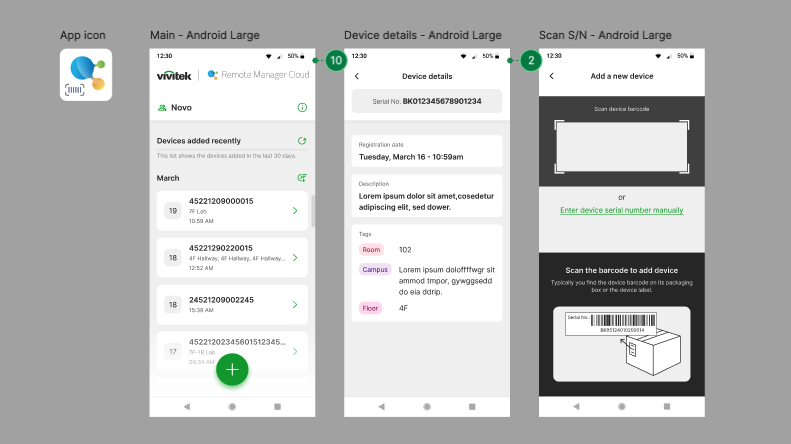 App icon
Main - Android Large
12:30
50%
vivitek
Remote Manager Cloud
Novo
Devices added recently
This list shows the devices added in the last 30 days.
March
19
45221209000015
7F Lab
10:59 AM
18
45221290220015
4F Hallway, 4F Hallway, 4F Hallway...
12:52 AM
18
24521209002245
15:39 AM
17
45221202345601512345...
7F-1B Lab
09:34 AM
10
Device details - Android Large
12:30
50%
Device details
Serial No. BK012345678901234
Registration date
Tuesday, March 16 - 10:59am
Description
Lorem ipsum dolor sit amet,cosedetur
adipiscing elit, sed dower.
Tags
Room
102
Campus
Lorem ipsum doloffffwgr sit
ammod tmpor, gywggsedd
do eia ddrip.
Floor
4F
2
Scan S/N - Android Large
12:30
50%
Add a new device
Scan device barcode
or
Enter device serial number manually
Scan the barcode to add device
Typically you find the device barcode on its packaging
box or the device label.
Serial No.:
BK05124010200014